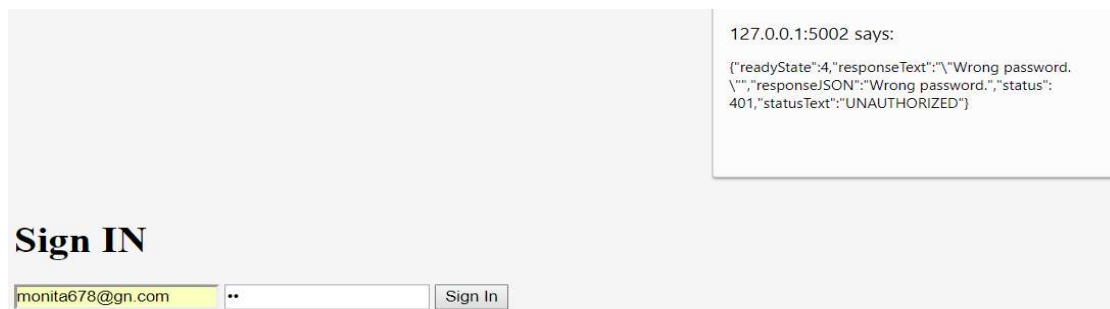 127.0.0.1:5002 says:
{"readyState":4,"responseText":"\"Wrong password.
\"","responseJSON":"Wrong password.","status":
401,"statusText":"UNAUTHORIZED"}
Sign IN
monita678@gn.com •• Sign In